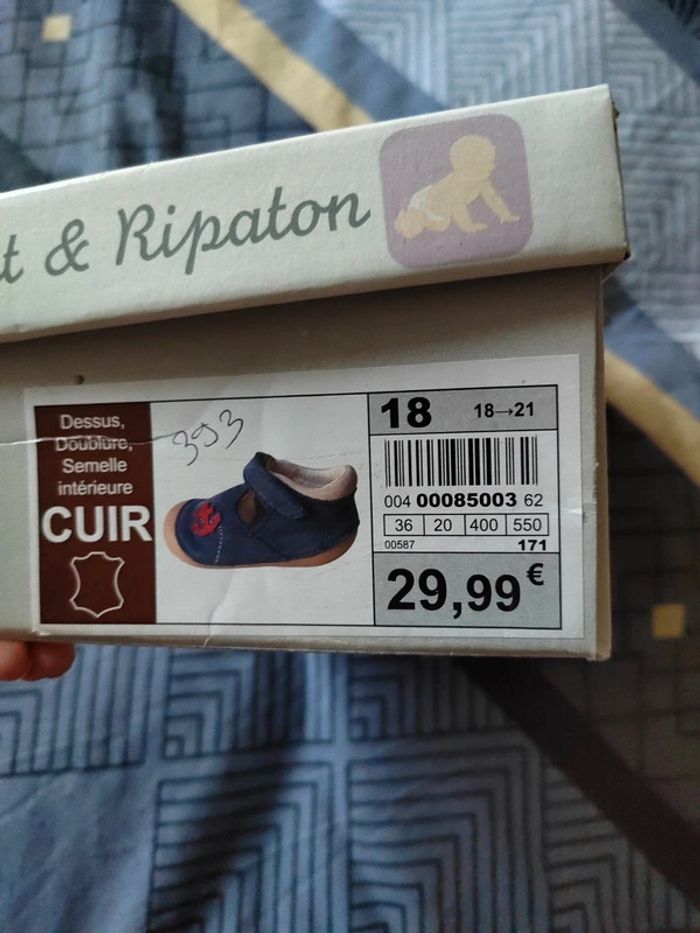 t & Ripaton
Dessus,
Doublure,
Semelle
intérieure
CUIR
393
18 18→21
004 00085003 62
36 20 400 550
00587 171
29,99 €